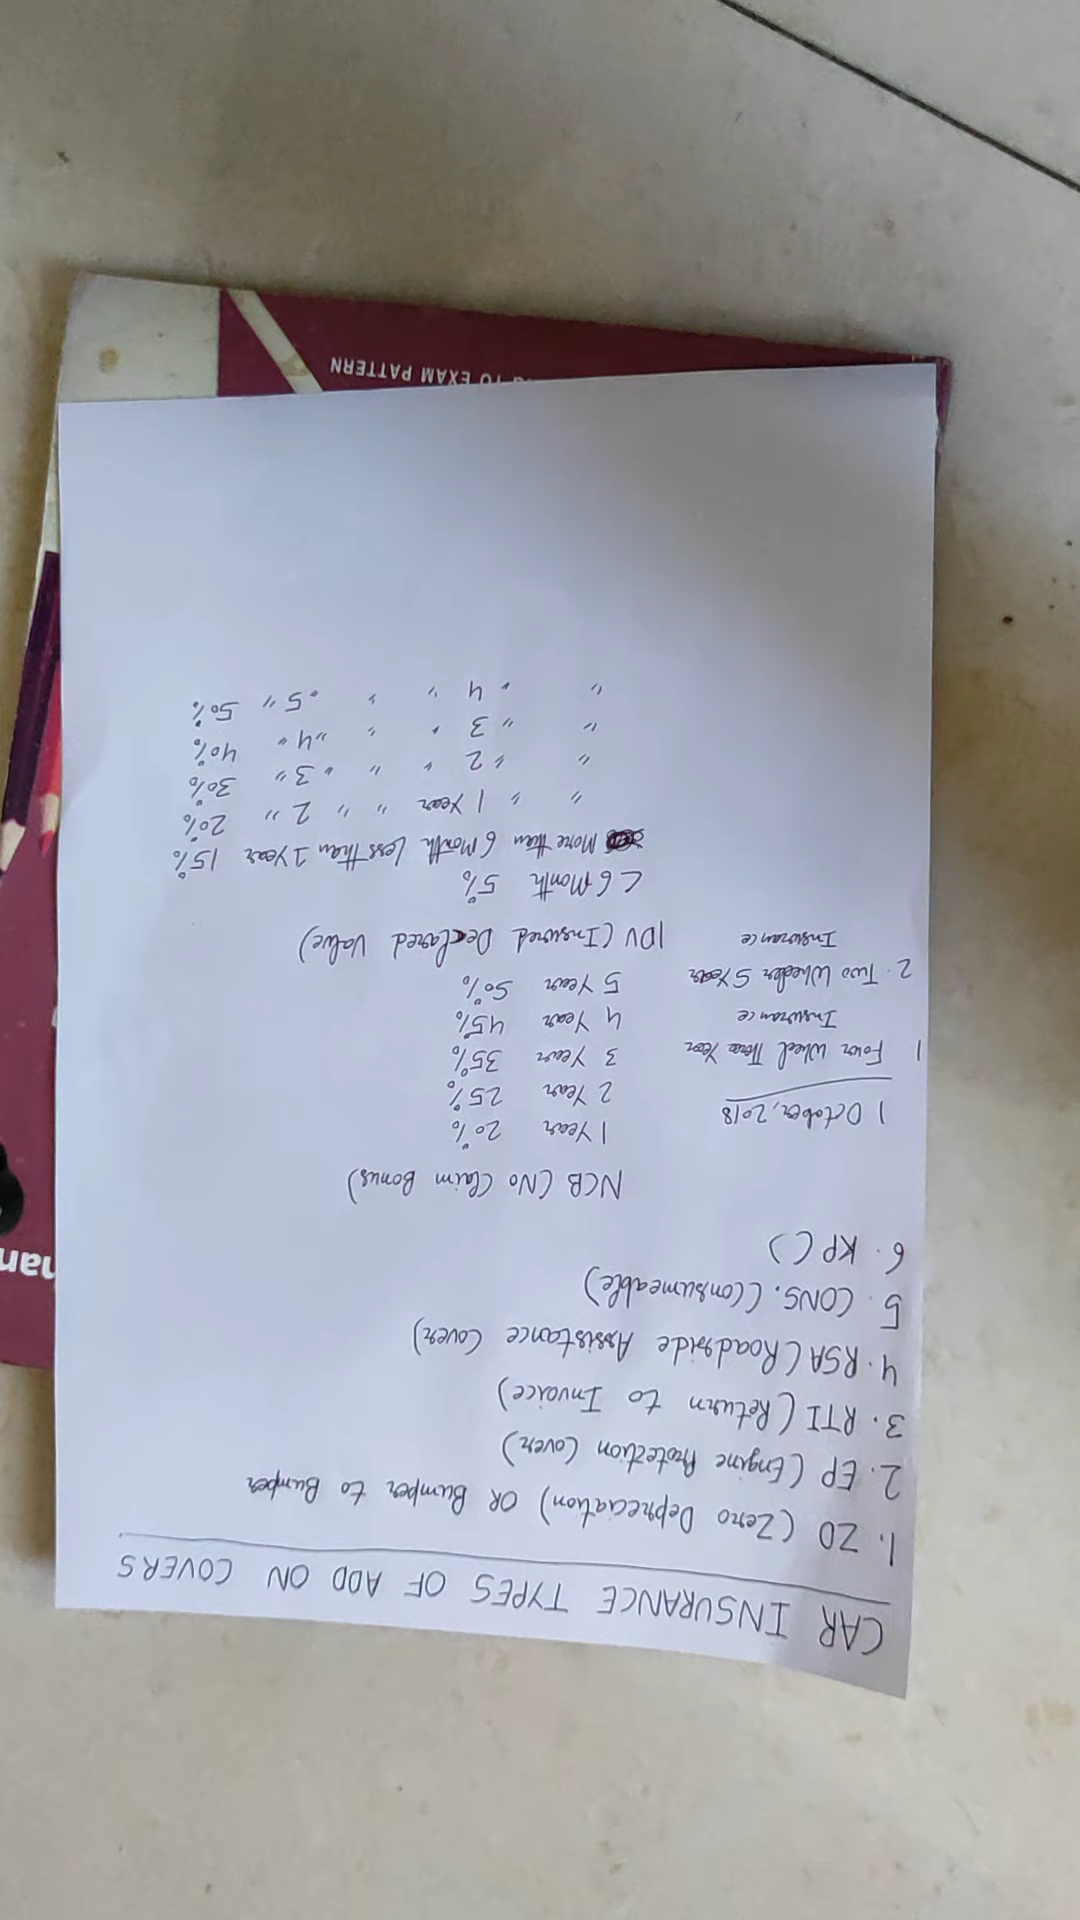 CAR INSURANCE TYPES OF ADD ON COVERS
1. ZD (Zero Depreciation) OR Bumper to Bumper
2. EP (Engine Protection Cover)
3. RTI (Return to Invoice)
4. RSA (Roadside Assistance Cover)
5. CONS. (Consumeable)
6. KP ( )
NCB (No Claim Bonus)
1 Year 20%
2 Year 25%
3 Year 35%
4 Year 45%
5 Year 50%
1 October, 2018
1 Four Wheel Three Year
Insurance
2. Two Wheeler 5 Year
Insurance
IDV (Insured Declared Value)
< 6 Month 5%
More than 6 Month Less than 1 Year 15%
" " 1 Year " " 2 " 20%
" " 2 " " " 3 " 30%
" " 3 " " " 4 " 40%
" " 4 " " " 5 " 50%
TO EXAM PATTERN